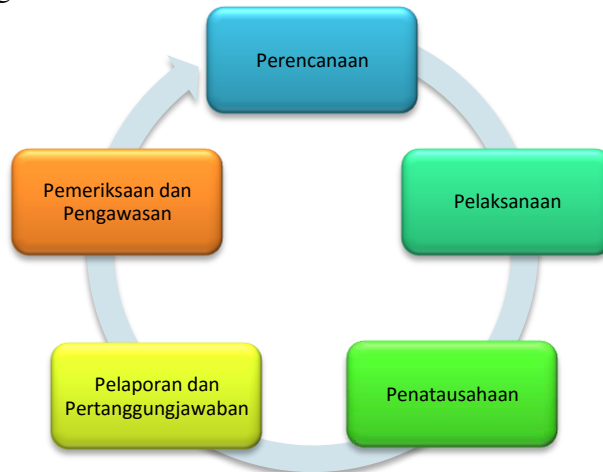 Perencanaan
Pelaksanaan
Penatausahaan
Pelaporan dan
Pertanggungjawaban
Pemeriksaan dan
Pengawasan